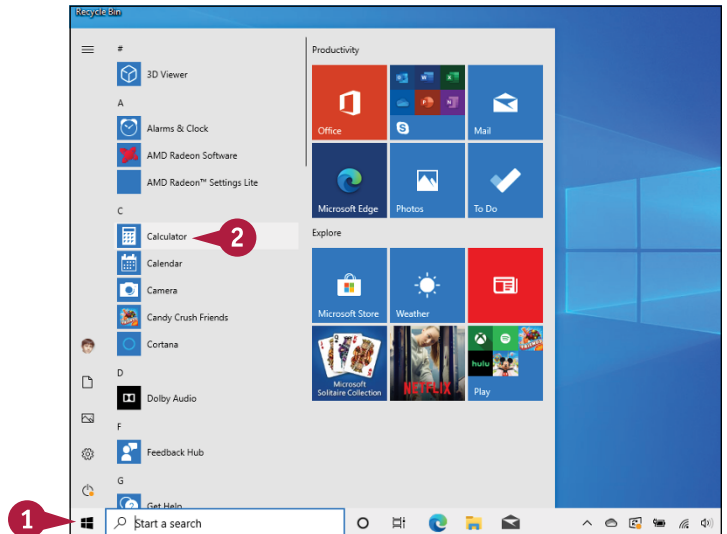 Recycle Bin
#
3D Viewer
A
Alarms & Clock
AMD Radeon Software
AMD Radeon™ Settings Lite
C
Calculator
2
Calendar
Camera
Candy Crush Friends
Cortana
D
Dolby Audio
F
Feedback Hub
G
Get Help
Productivity
Office
Mail
Microsoft Edge
Photos
To Do
Explore
Microsoft Store
Weather
Microsoft
Solitaire Collection
NETFLIX
hulu
Play
1
Start a search